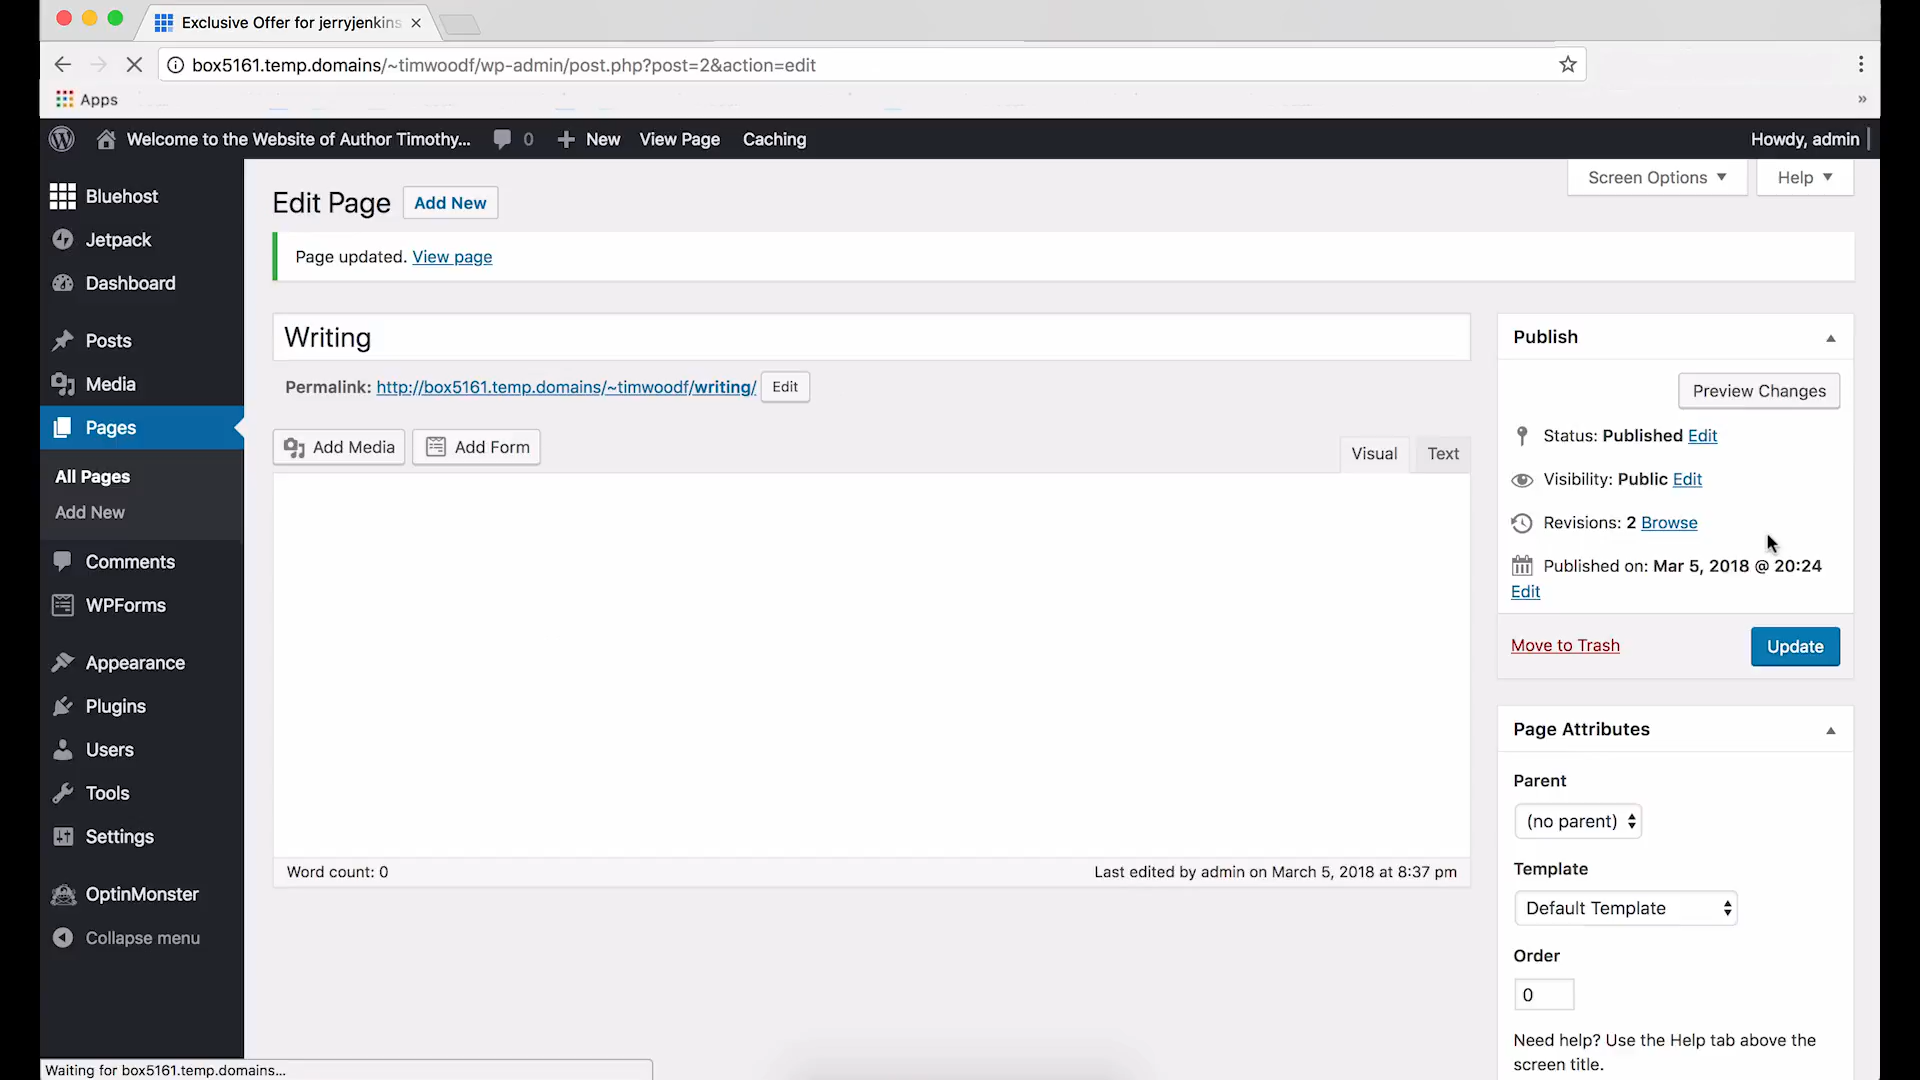 Exclusive Offer for jerryjenkins
box5161.temp.domains/~timwoodf/wp-admin/post.php?post=2&action=edit
Apps
»
Welcome to the Website of Author Timothy... 0 + New View Page Caching Howdy, admin
Screen Options ▼ Help ▼
Bluehost
Jetpack
Dashboard
Posts
Media
Pages
All Pages
Add New
Comments
WPForms
Appearance
Plugins
Users
Tools
Settings
OptinMonster
Collapse menu
Edit Page Add New
Page updated. View page
Writing
Permalink: http://box5161.temp.domains/~timwoodf/writing/ Edit
Add Media Add Form Visual Text
Word count: 0 Last edited by admin on March 5, 2018 at 8:37 pm
Publish
Preview Changes
Status: Published Edit
Visibility: Public Edit
Revisions: 2 Browse
Published on: Mar 5, 2018 @ 20:24
Edit
Move to Trash Update
Page Attributes
Parent
(no parent)
Template
Default Template
Order
0
Need help? Use the Help tab above the
screen title.
Waiting for box5161.temp.domains...